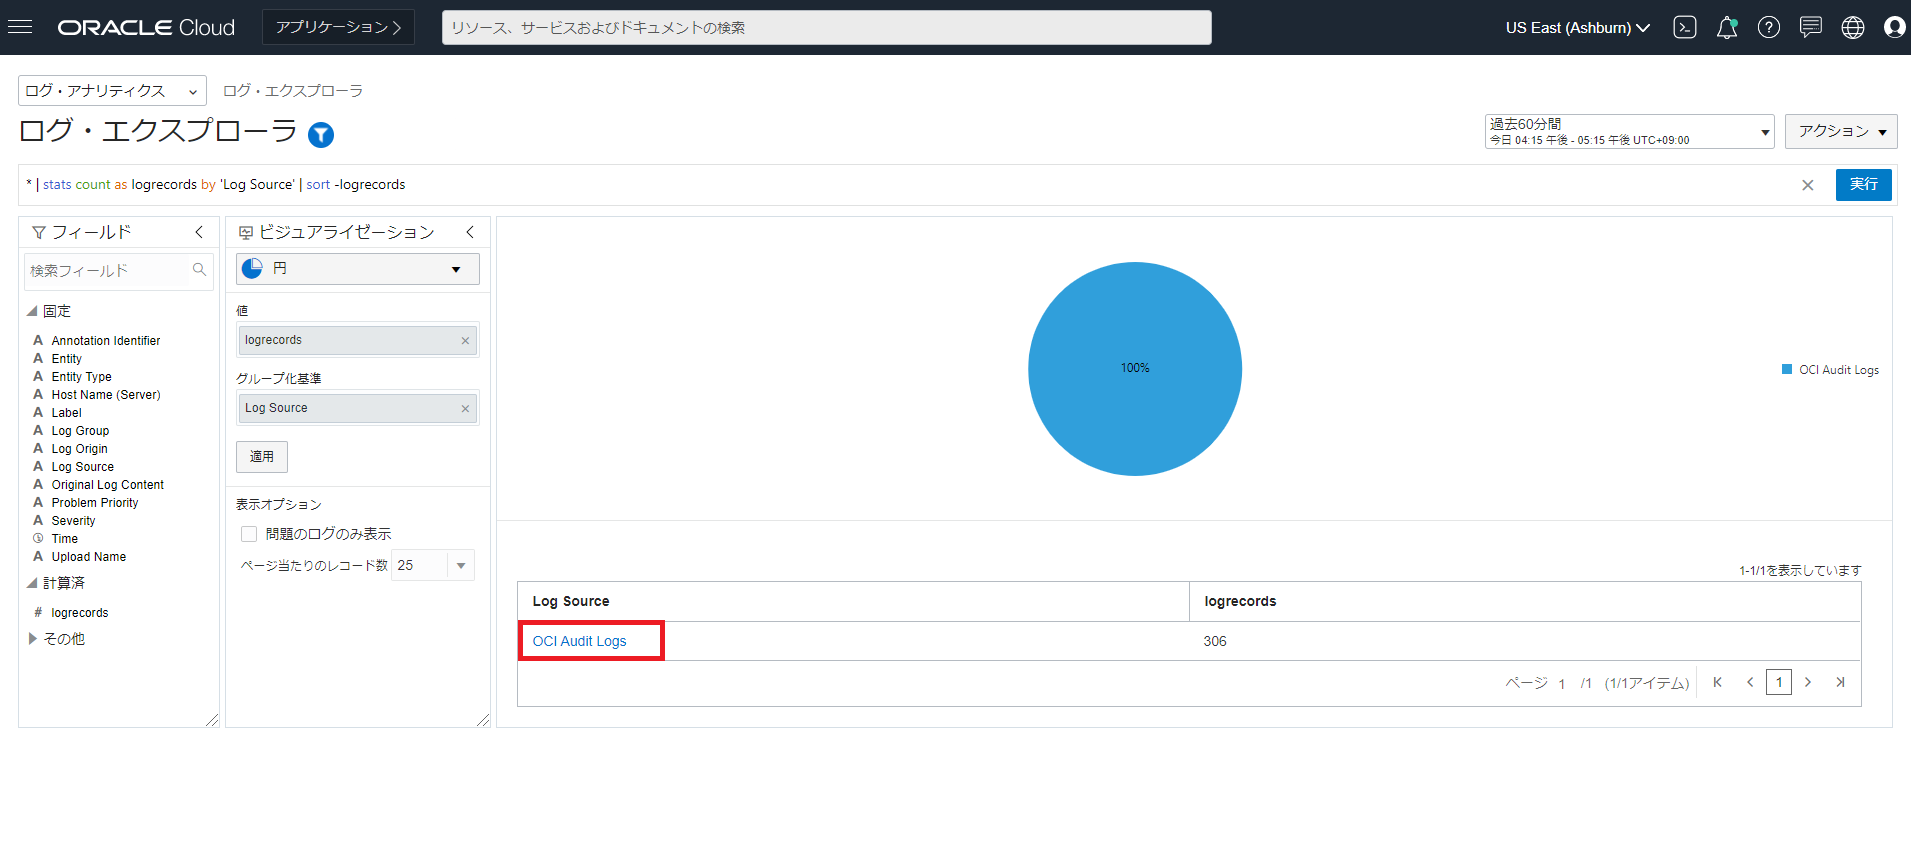 ORACLE Cloud
アプリケーション
リソース、サービスおよびドキュメントの検索
US East (Ashburn)
ログ・アナリティクス
ログ・エクスプローラ
ログ・エクスプローラ
過去60分間
今日 04:15 午後 - 05:15 午後 UTC+09:00
アクション
* | stats count as logrecords by 'Log Source' | sort -logrecords
実行
フィールド
検索フィールド
固定
A Annotation Identifier
A Entity
A Entity Type
A Host Name (Server)
A Label
A Log Group
A Log Origin
A Log Source
A Original Log Content
A Problem Priority
A Severity
Time
A Upload Name
計算済
# logrecords
その他
ビジュアライゼーション
円
値
logrecords
グループ化基準
Log Source
適用
表示オプション
問題のログのみ表示
ページ当たりのレコード数 25
100%
OCI Audit Logs
1-1/1を表示しています
Log Source logrecords
OCI Audit Logs 306
ページ 1 /1 (1/1アイテム) 1